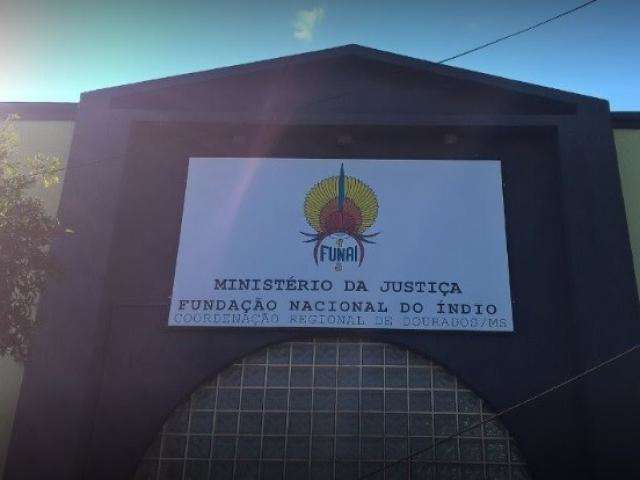 FUNAI
MINISTÉRIO DA JUSTIÇA
FUNDAÇÃO NACIONAL DO ÍNDIO
COORDENAÇÃO REGIONAL DE DOURADOS/MS